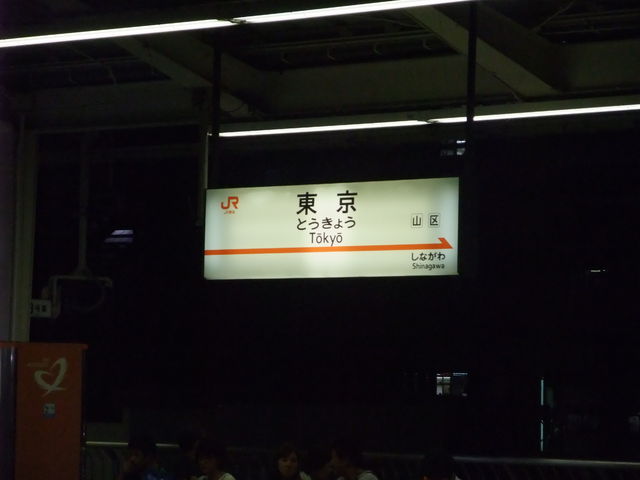 JR
東京
山 区
とうきょう
Tōkyō
しながわ
Shinagawa